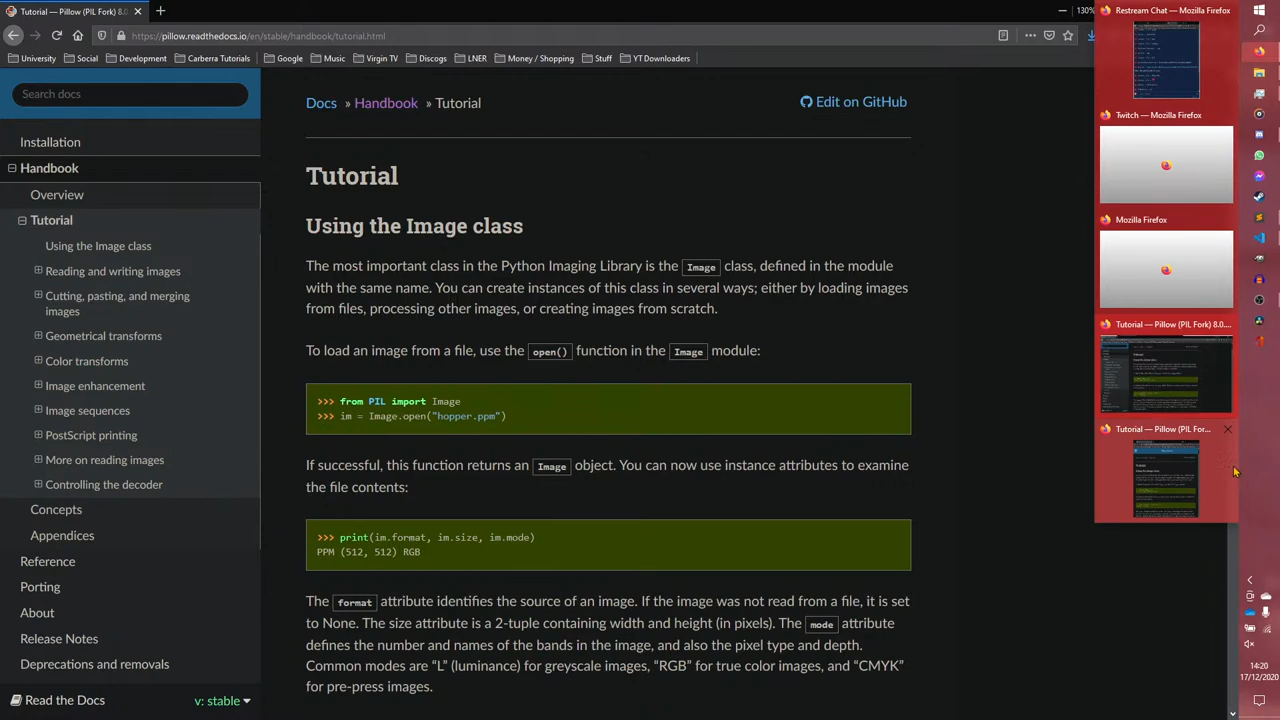 Tutorial — Pillow (PIL Fork) 8.0.
130%
https://pillow.readthedocs.io/en/stable/handbook/tutorial.html
University
Social
Development
Carberra Tutorials
Google
Music
Virgin TV
Discogs
LNER
Money / Shopping
Stuff
YT Downloaders
Search docs
Installation
Handbook
Overview
Tutorial
Using the Image class
Reading and writing images
Cutting, pasting, and merging
images
Geometrical transforms
Color transforms
Image enhancement
Image sequences
PostScript printing
More on reading images
Controlling the decoder
Concepts
Appendices
Reference
Porting
About
Release Notes
Deprecations and removals
Read the Docs
v: stable
Docs » Handbook » Tutorial
Edit on GitHub
Tutorial
Using the Image class
The most important class in the Python Imaging Library is the Image class, defined in the module
with the same name. You can create instances of this class in several ways; either by loading images
from files, processing other images, or creating images from scratch.
To load an image from a file, use the open() function in the Image module:
>>> from PIL import Image
>>> im = Image.open("hopper.ppm")
If successful, this function returns an Image object. You can now use instance attributes to examine
the file contents:
>>> print(im.format, im.size, im.mode)
PPM (512, 512) RGB
The format attribute identifies the source of an image. If the image was not read from a file, it is set
to None. The size attribute is a 2-tuple containing width and height (in pixels). The mode attribute
defines the number and names of the bands in the image, and also the pixel type and depth.
Common modes are “L” (luminance) for greyscale images, “RGB” for true color images, and “CMYK”
for pre-press images.
Restream Chat — Mozilla Firefox
Twitch — Mozilla Firefox
Mozilla Firefox
Tutorial — Pillow (PIL Fork) 8.0....
Tutorial — Pillow (PIL For...
14:20
17/12/2020